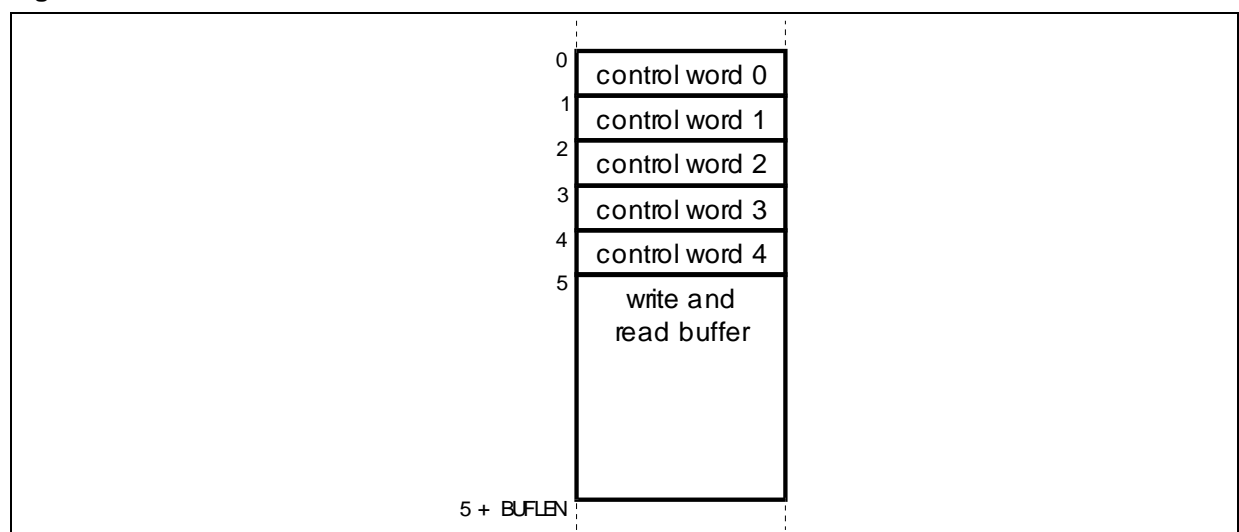 0
control word 0
1
control word 1
2
control word 2
3
control word 3
4
control word 4
5
write and
read buffer
5 + BUFLEN